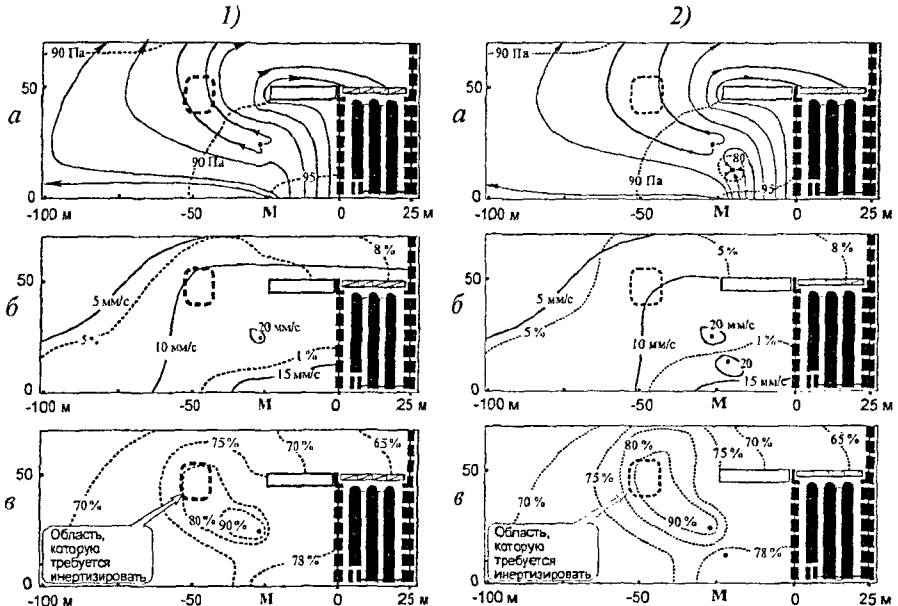 1)
2)
а
90 Па
50
90 Па
95
0
-100 м
-50
М
0
25 м
а
90 Па
50
80
90 Па
95
0
-100 м
-50
М
0
25 м
б
50
8 %
5 мм/с
5 %
20 мм/с
10 мм/с
1 %
15 мм/с
0
-100 м
-50
М
0
25 м
б
50
5 %
8 %
5 мм/с
5 %
20 мм/с
10 мм/с
1 %
20
15 мм/с
0
-100 м
-50
М
0
25 м
в
50
75 %
70 %
65 %
70 %
80 %
90 %
78 %
Область,
которую
требуется
инертизировать
0
-100 м
-50
М
0
25 м
в
50
80 %
75 %
70 %
65 %
75 %
70 %
90 %
78 %
Область,
которую
требуется
инертизировать
0
-100 м
-50
М
0
25 м